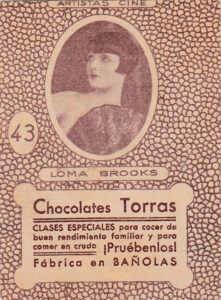 ARTISTAS CINE
43
LOMA BROOKS
Chocolates Torras
CLASES ESPECIALES para cocer de
buen rendimiento familiar y para
comer en crudo ¡Pruébenlos!
Fábrica en BAÑOLAS